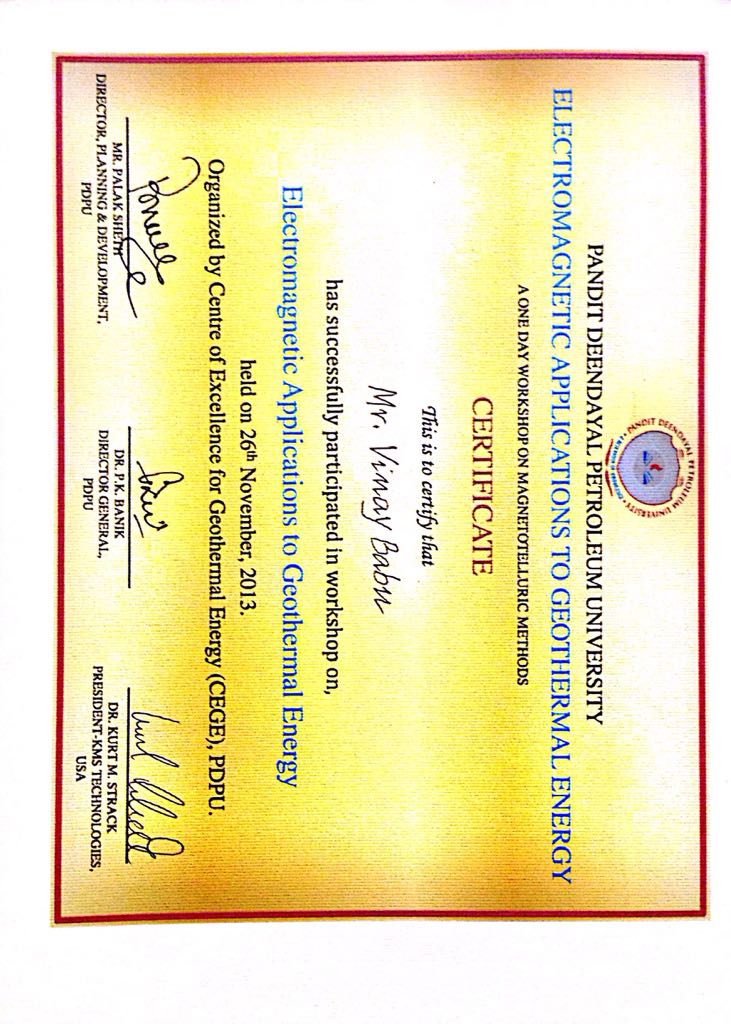 PANDIT DEENDAYAL PETROLEUM UNIVERSITY
PANDIT DEENDAYAL PETROLEUM UNIVERSITY
ELECTROMAGNETIC APPLICATIONS TO GEOTHERMAL ENERGY
A ONE DAY WORKSHOP ON MAGNETOTELLURIC METHODS
CERTIFICATE
This is to certify that
Mr. Vinay Babu
has successfully participated in workshop on,
Electromagnetic Applications to Geothermal Energy
held on 26th November, 2013.
Organized by Centre of Excellence for Geothermal Energy (CEGE), PDPU.
MR. PALAK SHETH
DIRECTOR, PLANNING & DEVELOPMENT,
PDPU
DR. P.K. BANIK
DIRECTOR GENERAL,
PDPU
DR. KURT M. STRACK
PRESIDENT-KMS TECHNOLOGIES,
USA